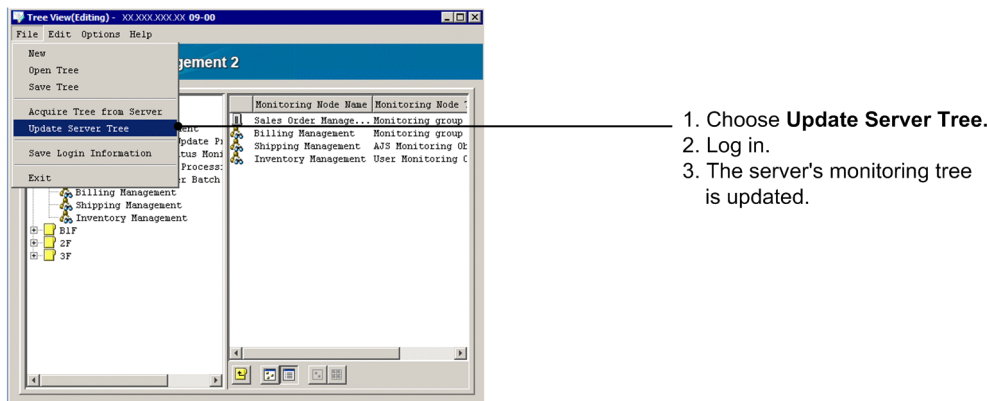 Tree View(Editing) - XX.XXX.XXX.XX 09-00
File Edit Options Help
New
Open Tree
Save Tree
Acquire Tree from Server
Update Server Tree
Save Login Information
Exit
gement 2
Monitoring Node Name Monitoring Node
Sales Order Manage... Monitoring group
Billing Management Monitoring group
Shipping Management AJS Monitoring Ob
Inventory Management User Monitoring
ment
Update Pr
tus Moni
Process
r Batch
Billing Management
Shipping Management
Inventory Management
B1F
2F
3F
1. Choose Update Server Tree.
2. Log in.
3. The server's monitoring tree
is updated.